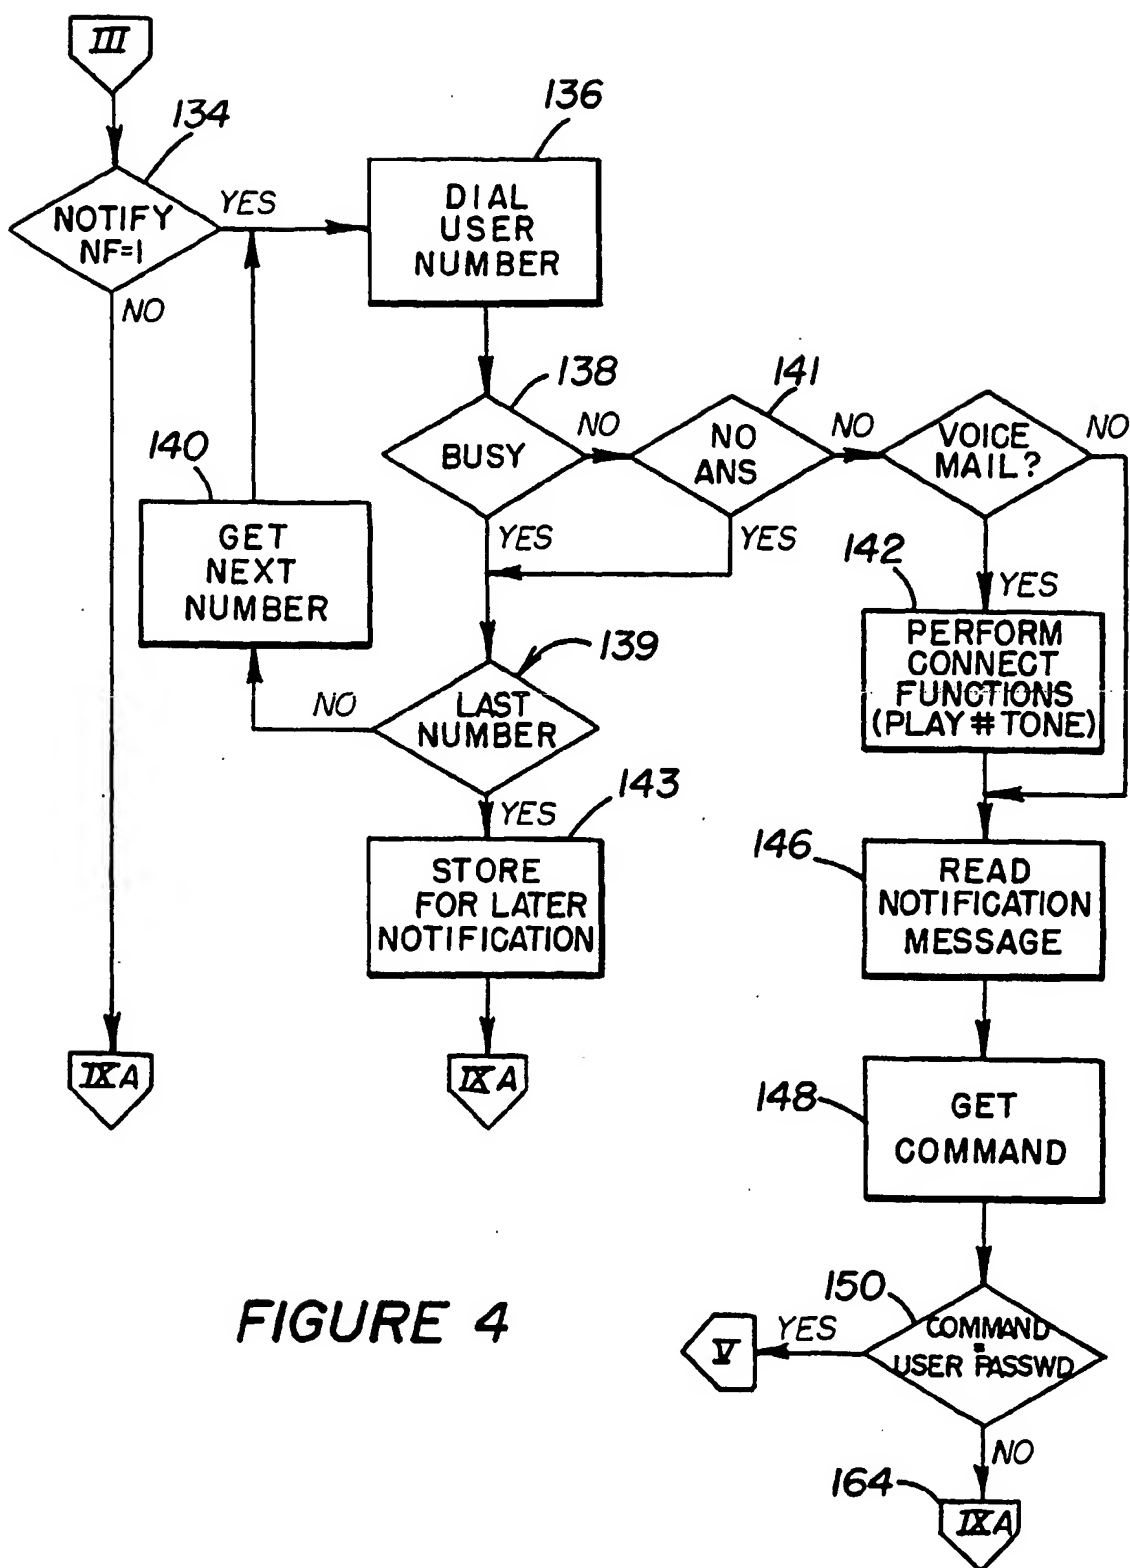 III
134
NOTIFY
NF=1
YES
NO
136
DIAL
USER
NUMBER
138
BUSY
NO
YES
141
NO
ANS
NO
YES
VOICE
MAIL?
NO
YES
140
GET
NEXT
NUMBER
139
LAST
NUMBER
NO
YES
142
PERFORM
CONNECT
FUNCTIONS
(PLAY # TONE)
143
STORE
FOR LATER
NOTIFICATION
146
READ
NOTIFICATION
MESSAGE
IXA
IXA
148
GET
COMMAND
150
COMMAND
=
USER PASSWD
YES
V
NO
164
IXA
FIGURE 4